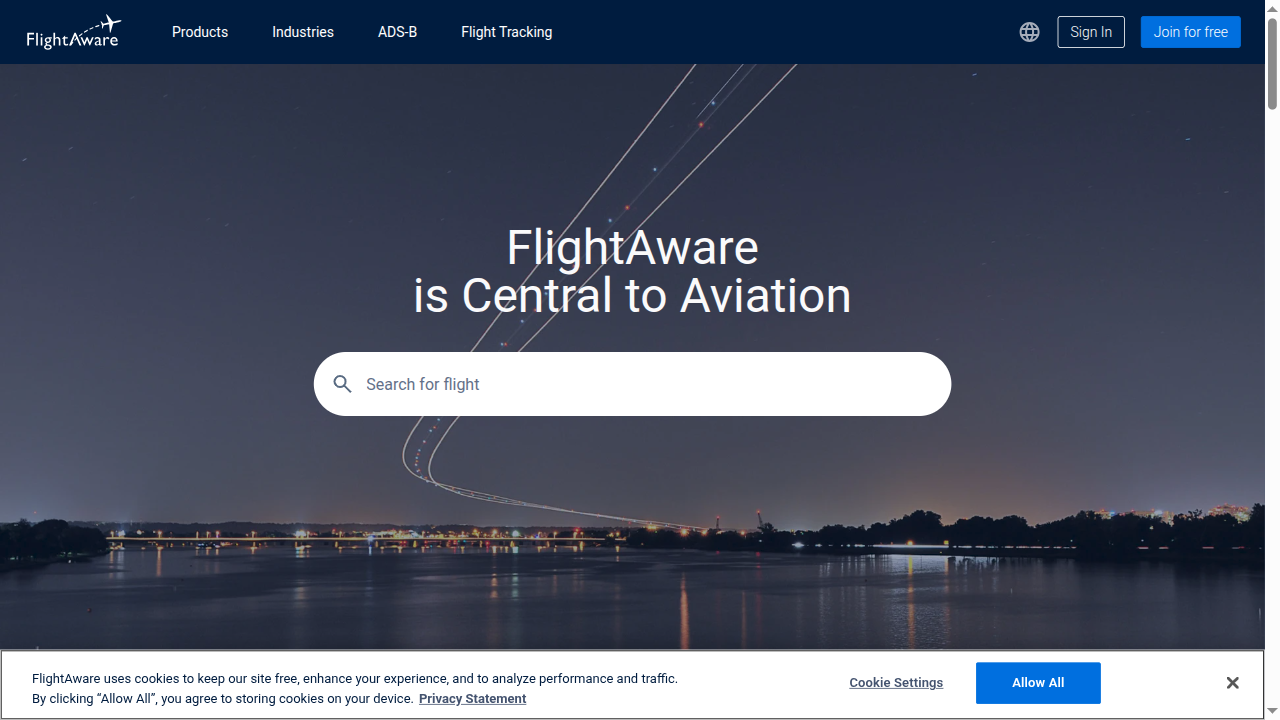 FlightAware
Products
Industries
ADS-B
Flight Tracking
Sign In
Join for free
FlightAware
is Central to Aviation
Search for flight
FlightAware uses cookies to keep our site free, enhance your experience, and to analyze performance and traffic.
By clicking “Allow All”, you agree to storing cookies on your device. Privacy Statement
Cookie Settings
Allow All